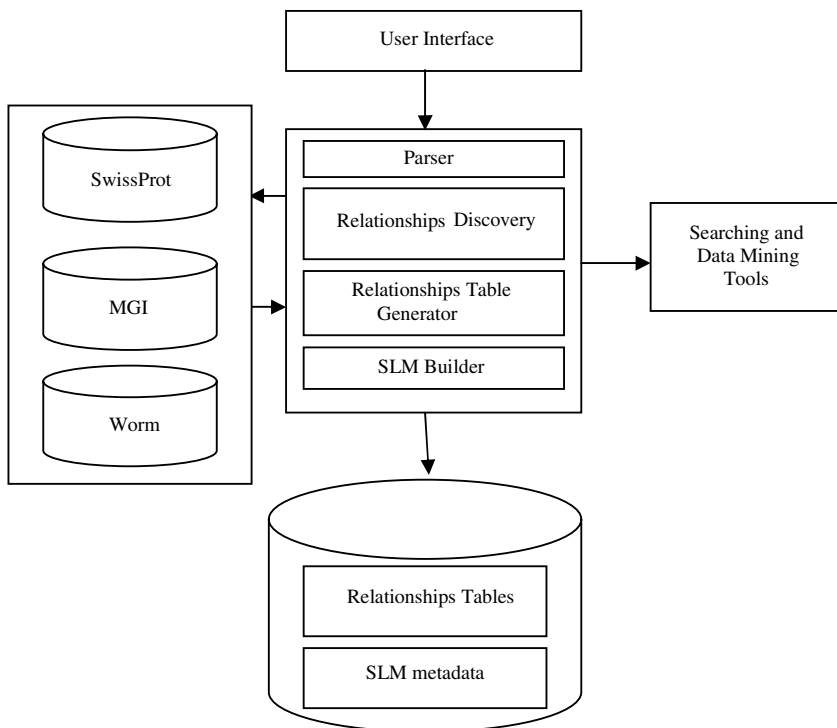 User Interface
SwissProt
MGI
Worm
Parser
Relationships Discovery
Relationships Table
Generator
SLM Builder
Searching and
Data Mining
Tools
Relationships Tables
SLM metadata